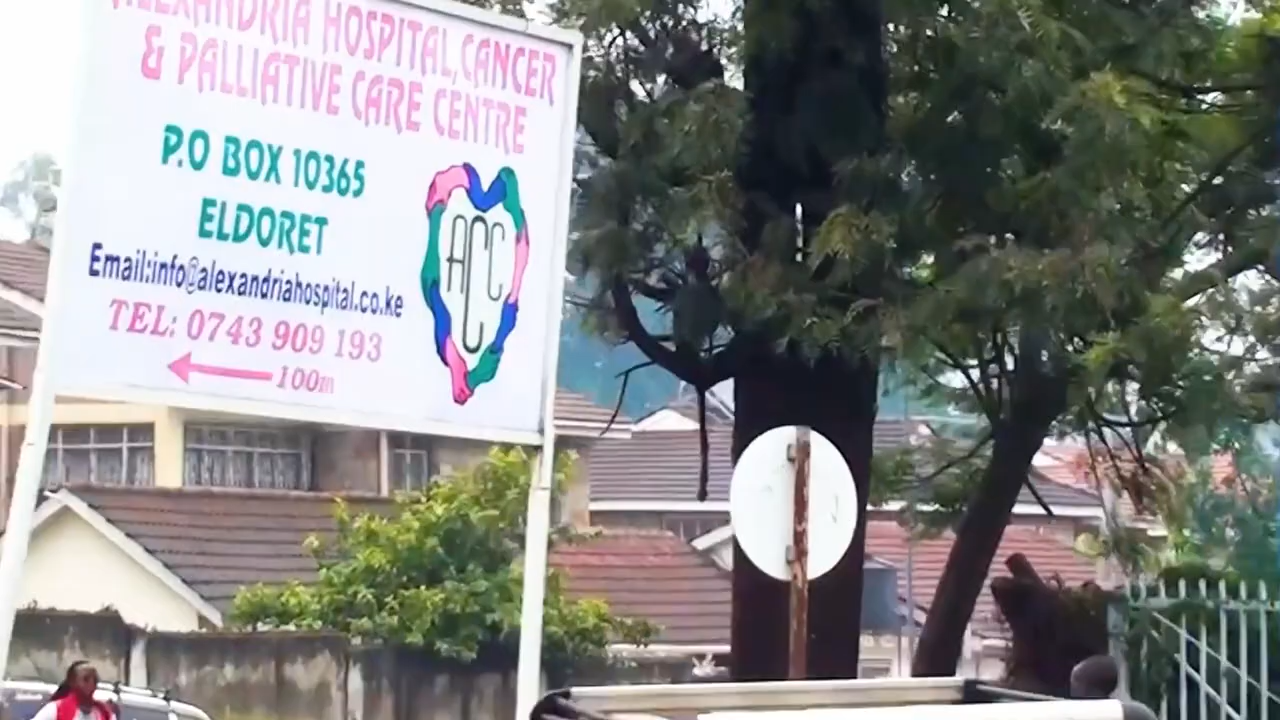 ALEXANDRIA HOSPITAL, CANCER
& PALLIATIVE CARE CENTRE
P.O BOX 10365
ELDORET
Email:info@alexandriahospital.co.ke
TEL: 0743 909 193
100m
ACC